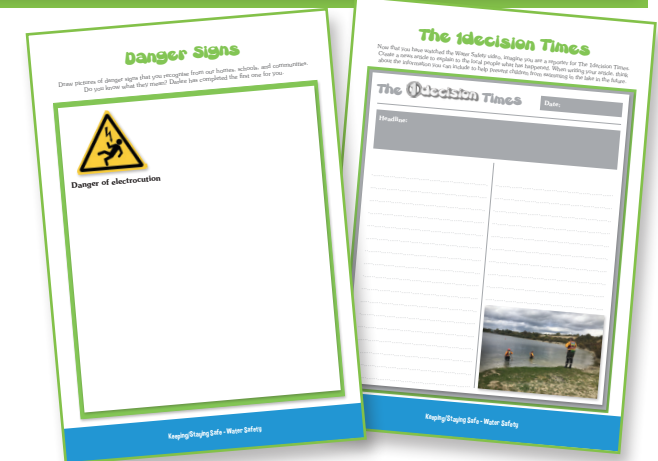 Danger Signs
Draw pictures of danger signs that you recognise from our homes, schools, and communities.
Do you know what they mean? Darlee has completed the first one for you.
Danger of electrocution
Keeping/Staying Safe - Water Safety
The 1decision Times
Now that you have watched the Water Safety video, imagine you are a reporter for The 1decision Times.
Create a news article to explain to the local people what has happened. When writing your article, think
about the information you can include to help prevent children from swimming in the lake in the future.
The 1decision Times
Date:
Headline:
Keeping/Staying Safe - Water Safety